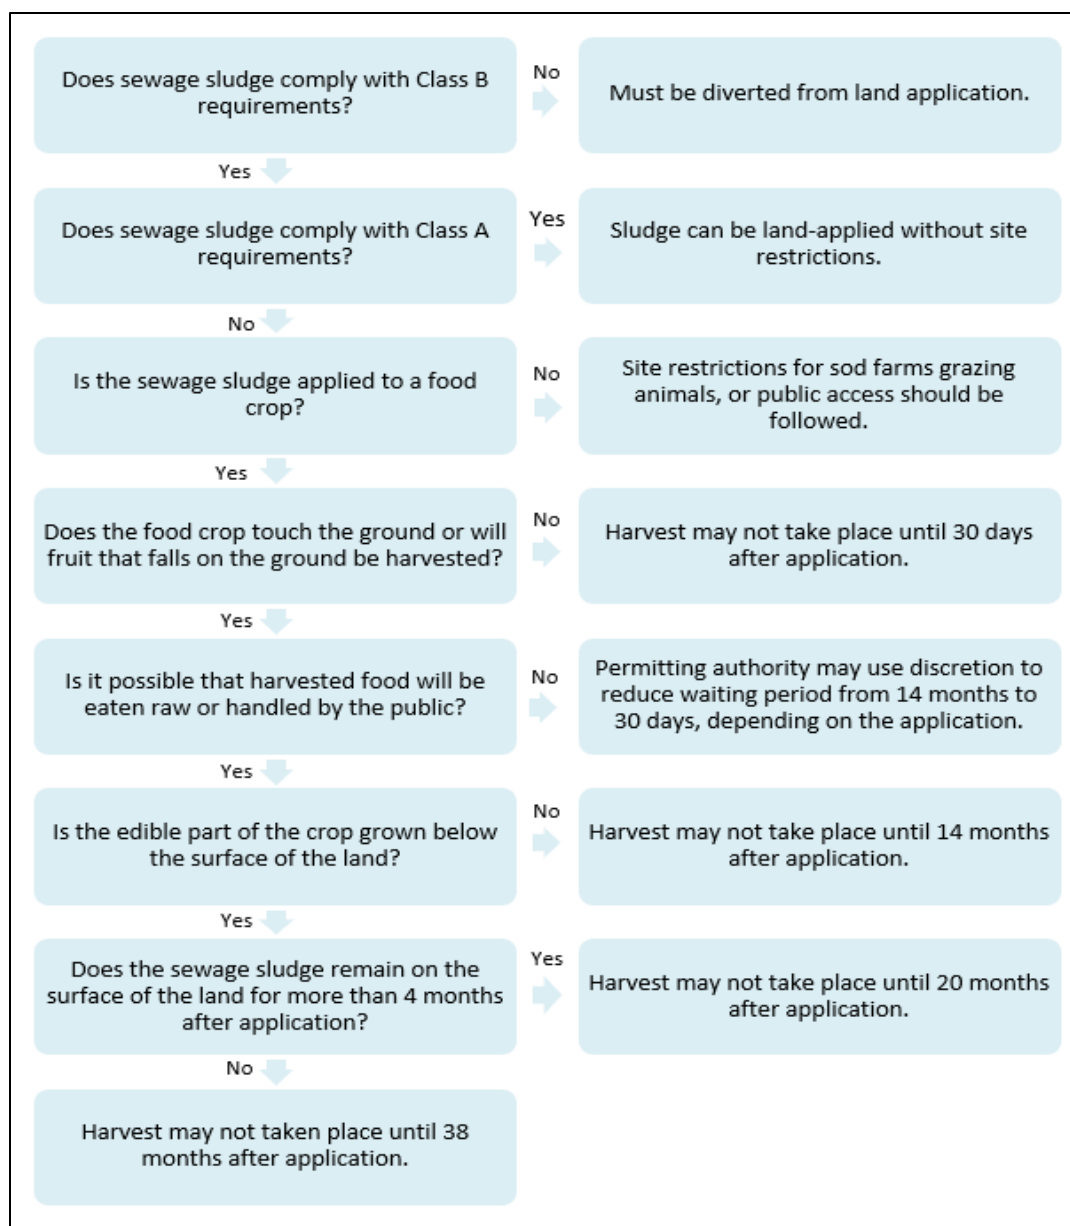 Does sewage sludge comply with Class B
requirements?
No
Must be diverted from land application.
Yes
Does sewage sludge comply with Class A
requirements?
Yes
Sludge can be land-applied without site
restrictions.
No
Is the sewage sludge applied to a food
crop?
No
Site restrictions for sod farms grazing
animals, or public access should be
followed.
Yes
Does the food crop touch the ground or will
fruit that falls on the ground be harvested?
No
Harvest may not take place until 30 days
after application.
Yes
Is it possible that harvested food will be
eaten raw or handled by the public?
No
Permitting authority may use discretion to
reduce waiting period from 14 months to
30 days, depending on the application.
Yes
Is the edible part of the crop grown below
the surface of the land?
No
Harvest may not take place until 14 months
after application.
Yes
Does the sewage sludge remain on the
surface of the land for more than 4 months
after application?
Yes
Harvest may not take place until 20 months
after application.
No
Harvest may not taken place until 38
months after application.